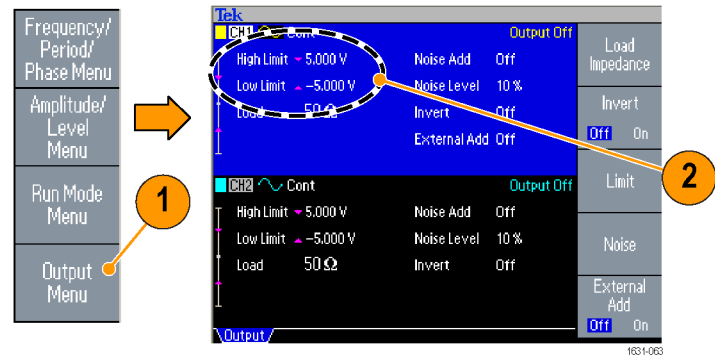 Frequency/
Period/
Phase Menu
Amplitude/
Level
Menu
Run Mode
Menu
Output
Menu
1
Tek
CH1 Cont Output Off
High Limit 5.000 V Noise Add Off
Low Limit -5.000 V Noise Level 10 %
Load 50 Ω Invert Off
External Add Off
CH2 Cont Output Off
High Limit 5.000 V Noise Add Off
Low Limit -5.000 V Noise Level 10 %
Load 50 Ω Invert Off
Output
Load
Impedance
Invert
Off On
Limit
Noise
External
Add
Off On
2
1631-063